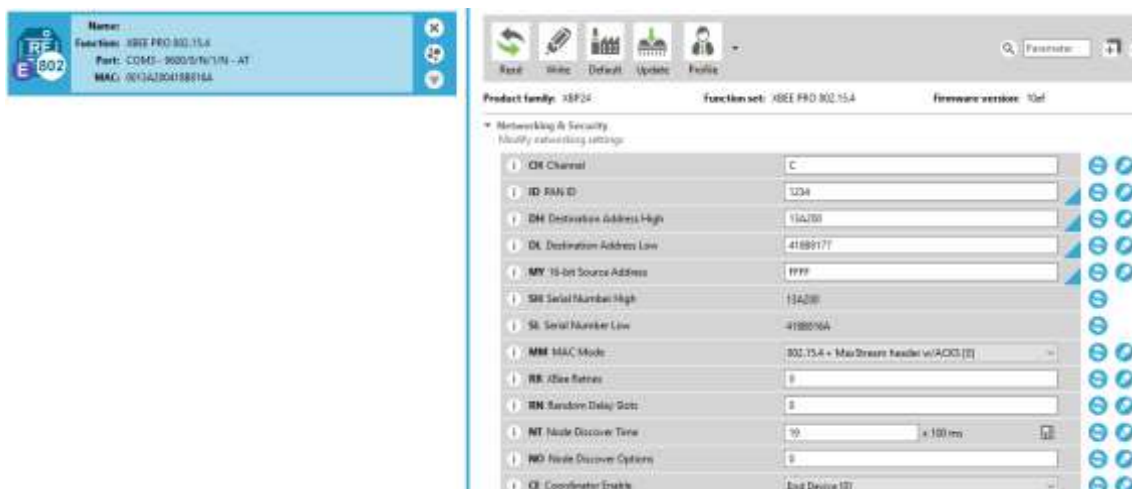 Name:
Function: XBEE PRO 802.15.4
Port: COM3 - 9600/8/N/1/N - AT
MAC: 0013A200418B816A
RF
E 802
Read
Write
Default
Update
Profile
Parameter
Product family: XBP24 Function set: XBEE PRO 802.15.4 Firmware version: 10ef
Networking & Security
Modify networking settings
i CH Channel C
i ID PAN ID 1234
i DH Destination Address High 13A200
i DL Destination Address Low 418B8177
i MY 16-bit Source Address FFFF
i SH Serial Number High 13A200
i SL Serial Number Low 418B816A
i MM MAC Mode 802.15.4 + MaxStream header w/ACKS [0]
i RR XBee Retries 0
i RN Random Delay Slots 0
i NT Node Discover Time 19 x 100 ms
i NO Node Discover Options 0
i CE Coordinator Enable End Device [0]